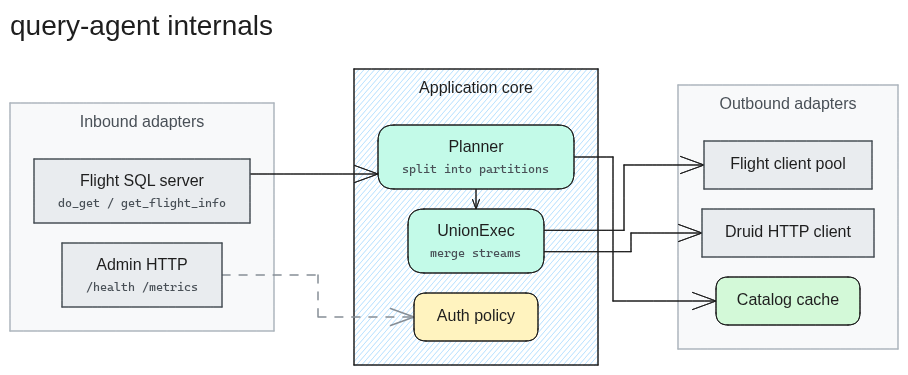 query-agent internals
Inbound adapters
Flight SQL server
do_get / get_flight_info
Admin HTTP
/health /metrics
Application core
Planner
split into partitions
UnionExec
merge streams
Auth policy
Outbound adapters
Flight client pool
Druid HTTP client
Catalog cache